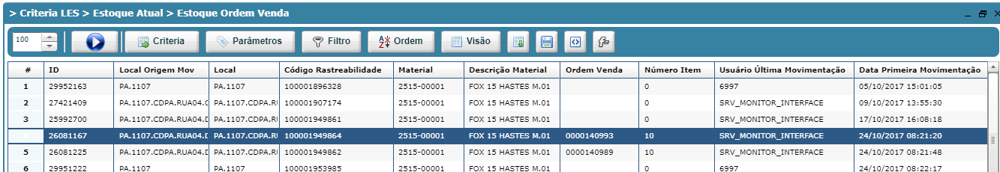 > Criteria LES > Estoque Atual > Estoque Ordem Venda
100 Criteria Parâmetros Filtro Ordem Visão
# ID Local Origem Mov Local Código Rastreabilidade Material Descrição Material Ordem Venda Número Item Usuário Última Movimentação Data Primeira Movimentação
1 29952163 PA.1107 PA.1107 100001896328 2515-00001 FOX 15 HASTES M.01 0 6997 05/10/2017 15:01:05
2 27421409 PA.1107.CDPA.RUA04.C PA.1107.CDPA.RU 100001907174 2515-00001 FOX 15 HASTES M.01 0 SRV_MONITOR_INTERFACE 09/10/2017 13:55:30
3 25992700 PA.1107.CDPA.RUA04.D PA.1107.CDPA.RU 100001949861 2515-00001 FOX 15 HASTES M.01 0 SRV_MONITOR_INTERFACE 17/10/2017 16:08:18
4 26081167 PA.1107.CDPA.RUA04.D PA.1107.CDPA.RU 100001949864 2515-00001 FOX 15 HASTES M.01 0000140993 10 SRV_MONITOR_INTERFACE 24/10/2017 08:21:20
5 26081225 PA.1107.CDPA.RUA04.D PA.1107.CDPA.RU 100001949862 2515-00001 FOX 15 HASTES M.01 0000140989 10 SRV_MONITOR_INTERFACE 24/10/2017 08:21:48
6 29951222 PA.1107 PA.1107 100001953985 2515-00001 FOX 15 HASTES M.01 0 6997 24/10/2017 08:22:17